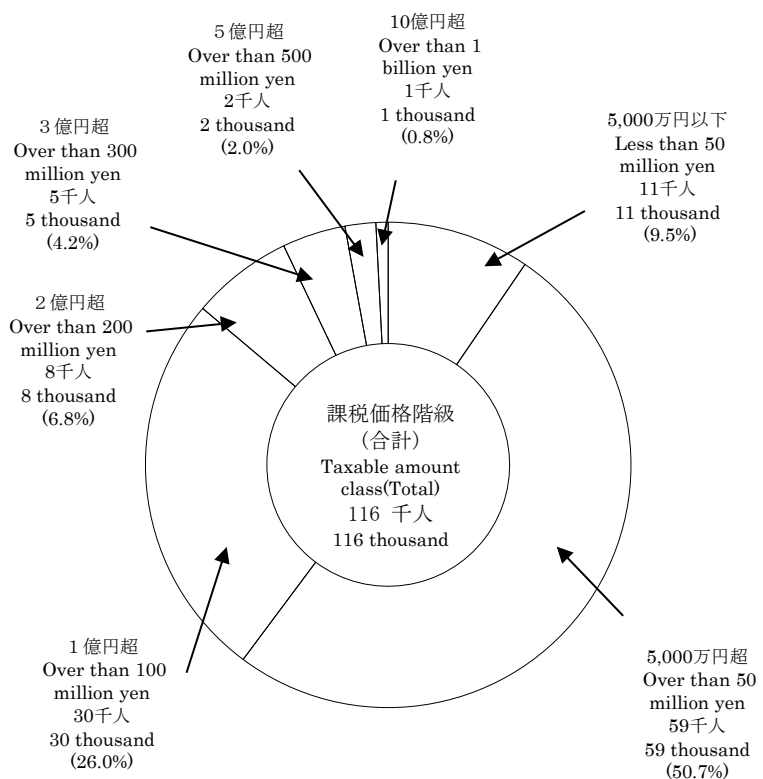 10億円超
Over than 1
billion yen
1千人
1 thousand
(0.8%)
5億円超
Over than 500
million yen
2千人
2 thousand
(2.0%)
3億円超
Over than 300
million yen
5千人
5 thousand
(4.2%)
5,000万円以下
Less than 50
million yen
11千人
11 thousand
(9.5%)
2億円超
Over than 200
million yen
8千人
8 thousand
(6.8%)
課税価格階級
(合計)
Taxable amount
class(Total)
116 千人
116 thousand
1億円超
Over than 100
million yen
30千人
30 thousand
(26.0%)
5,000万円超
Over than 50
million yen
59千人
59 thousand
(50.7%)